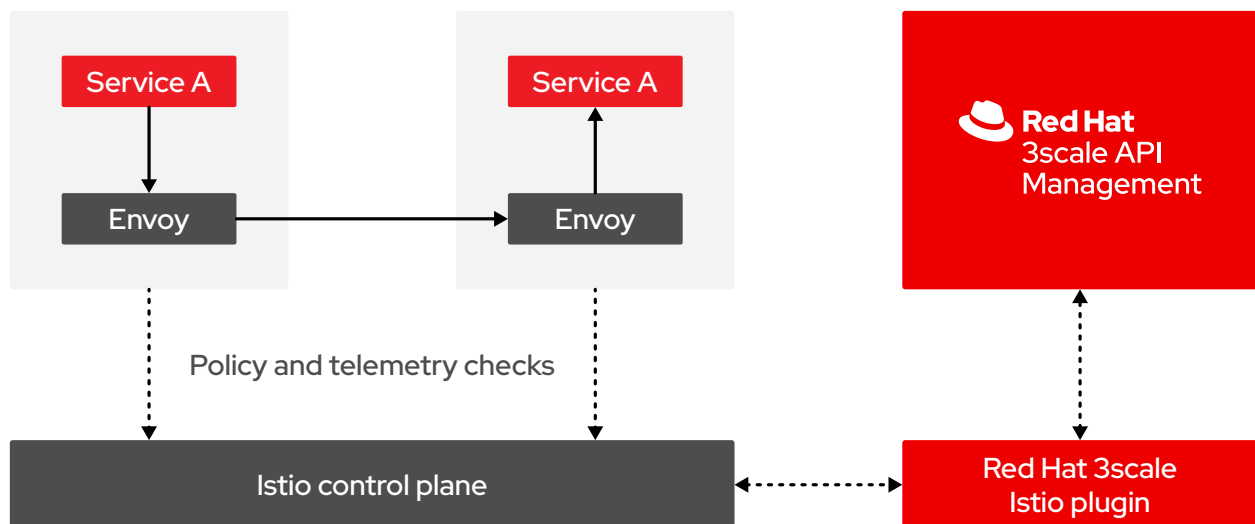 Service A
Service A
Red Hat
3scale API
Management
Envoy
Envoy
Policy and telemetry checks
Istio control plane
Red Hat 3scale
Istio plugin